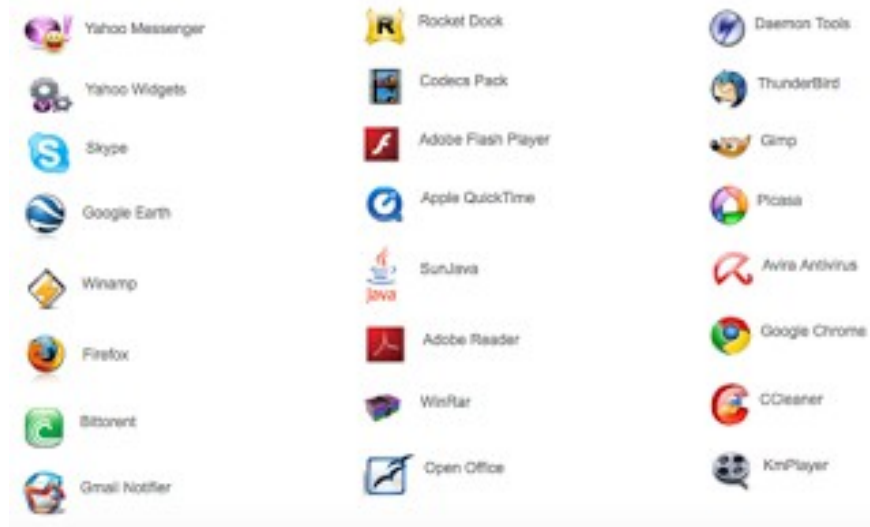 Yahoo Messenger
Yahoo Widgets
Skype
Google Earth
Winamp
Firefox
Bittorent
Gmail Notifier
R
Rocket Dock
Codecs Pack
Adobe Flash Player
Apple QuickTime
Java
SunJava
Adobe Reader
WinRar
Open Office
Daemon Tools
ThunderBird
Gimp
Picasa
Avira Antivirus
Google Chrome
CCleaner
KmPlayer